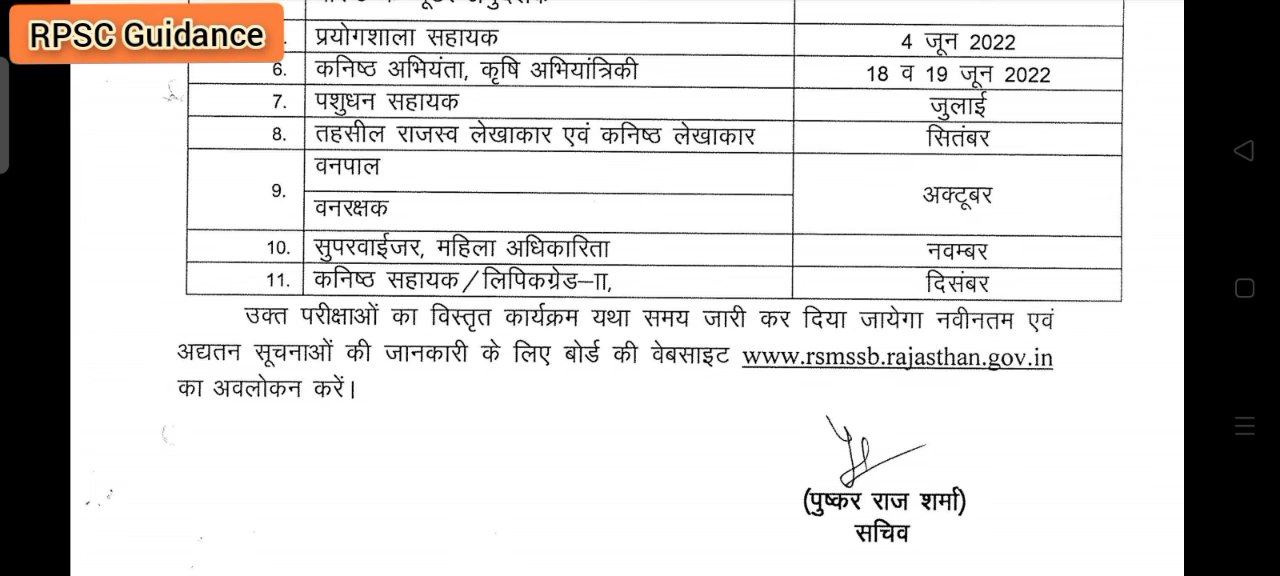 RPSC Guidance
प्रयोगशाला सहायक 4 जून 2022
6. कनिष्ठ अभियंता, कृषि अभियांत्रिकी 18 व 19 जून 2022
7. पशुधन सहायक जुलाई
8. तहसील राजस्व लेखाकार एवं कनिष्ठ लेखाकार सितंबर
9. वनपाल अक्टूबर
वनरक्षक
10. सुपरवाईजर, महिला अधिकारिता नवम्बर
11. कनिष्ठ सहायक/लिपिकग्रेड–II, दिसंबर
उक्त परीक्षाओं का विस्तृत कार्यक्रम यथा समय जारी कर दिया जायेगा नवीनतम एवं
अद्यतन सूचनाओं की जानकारी के लिए बोर्ड की वेबसाइट www.rsmssb.rajasthan.gov.in
का अवलोकन करें।
(पुष्कर राज शर्मा)
सचिव